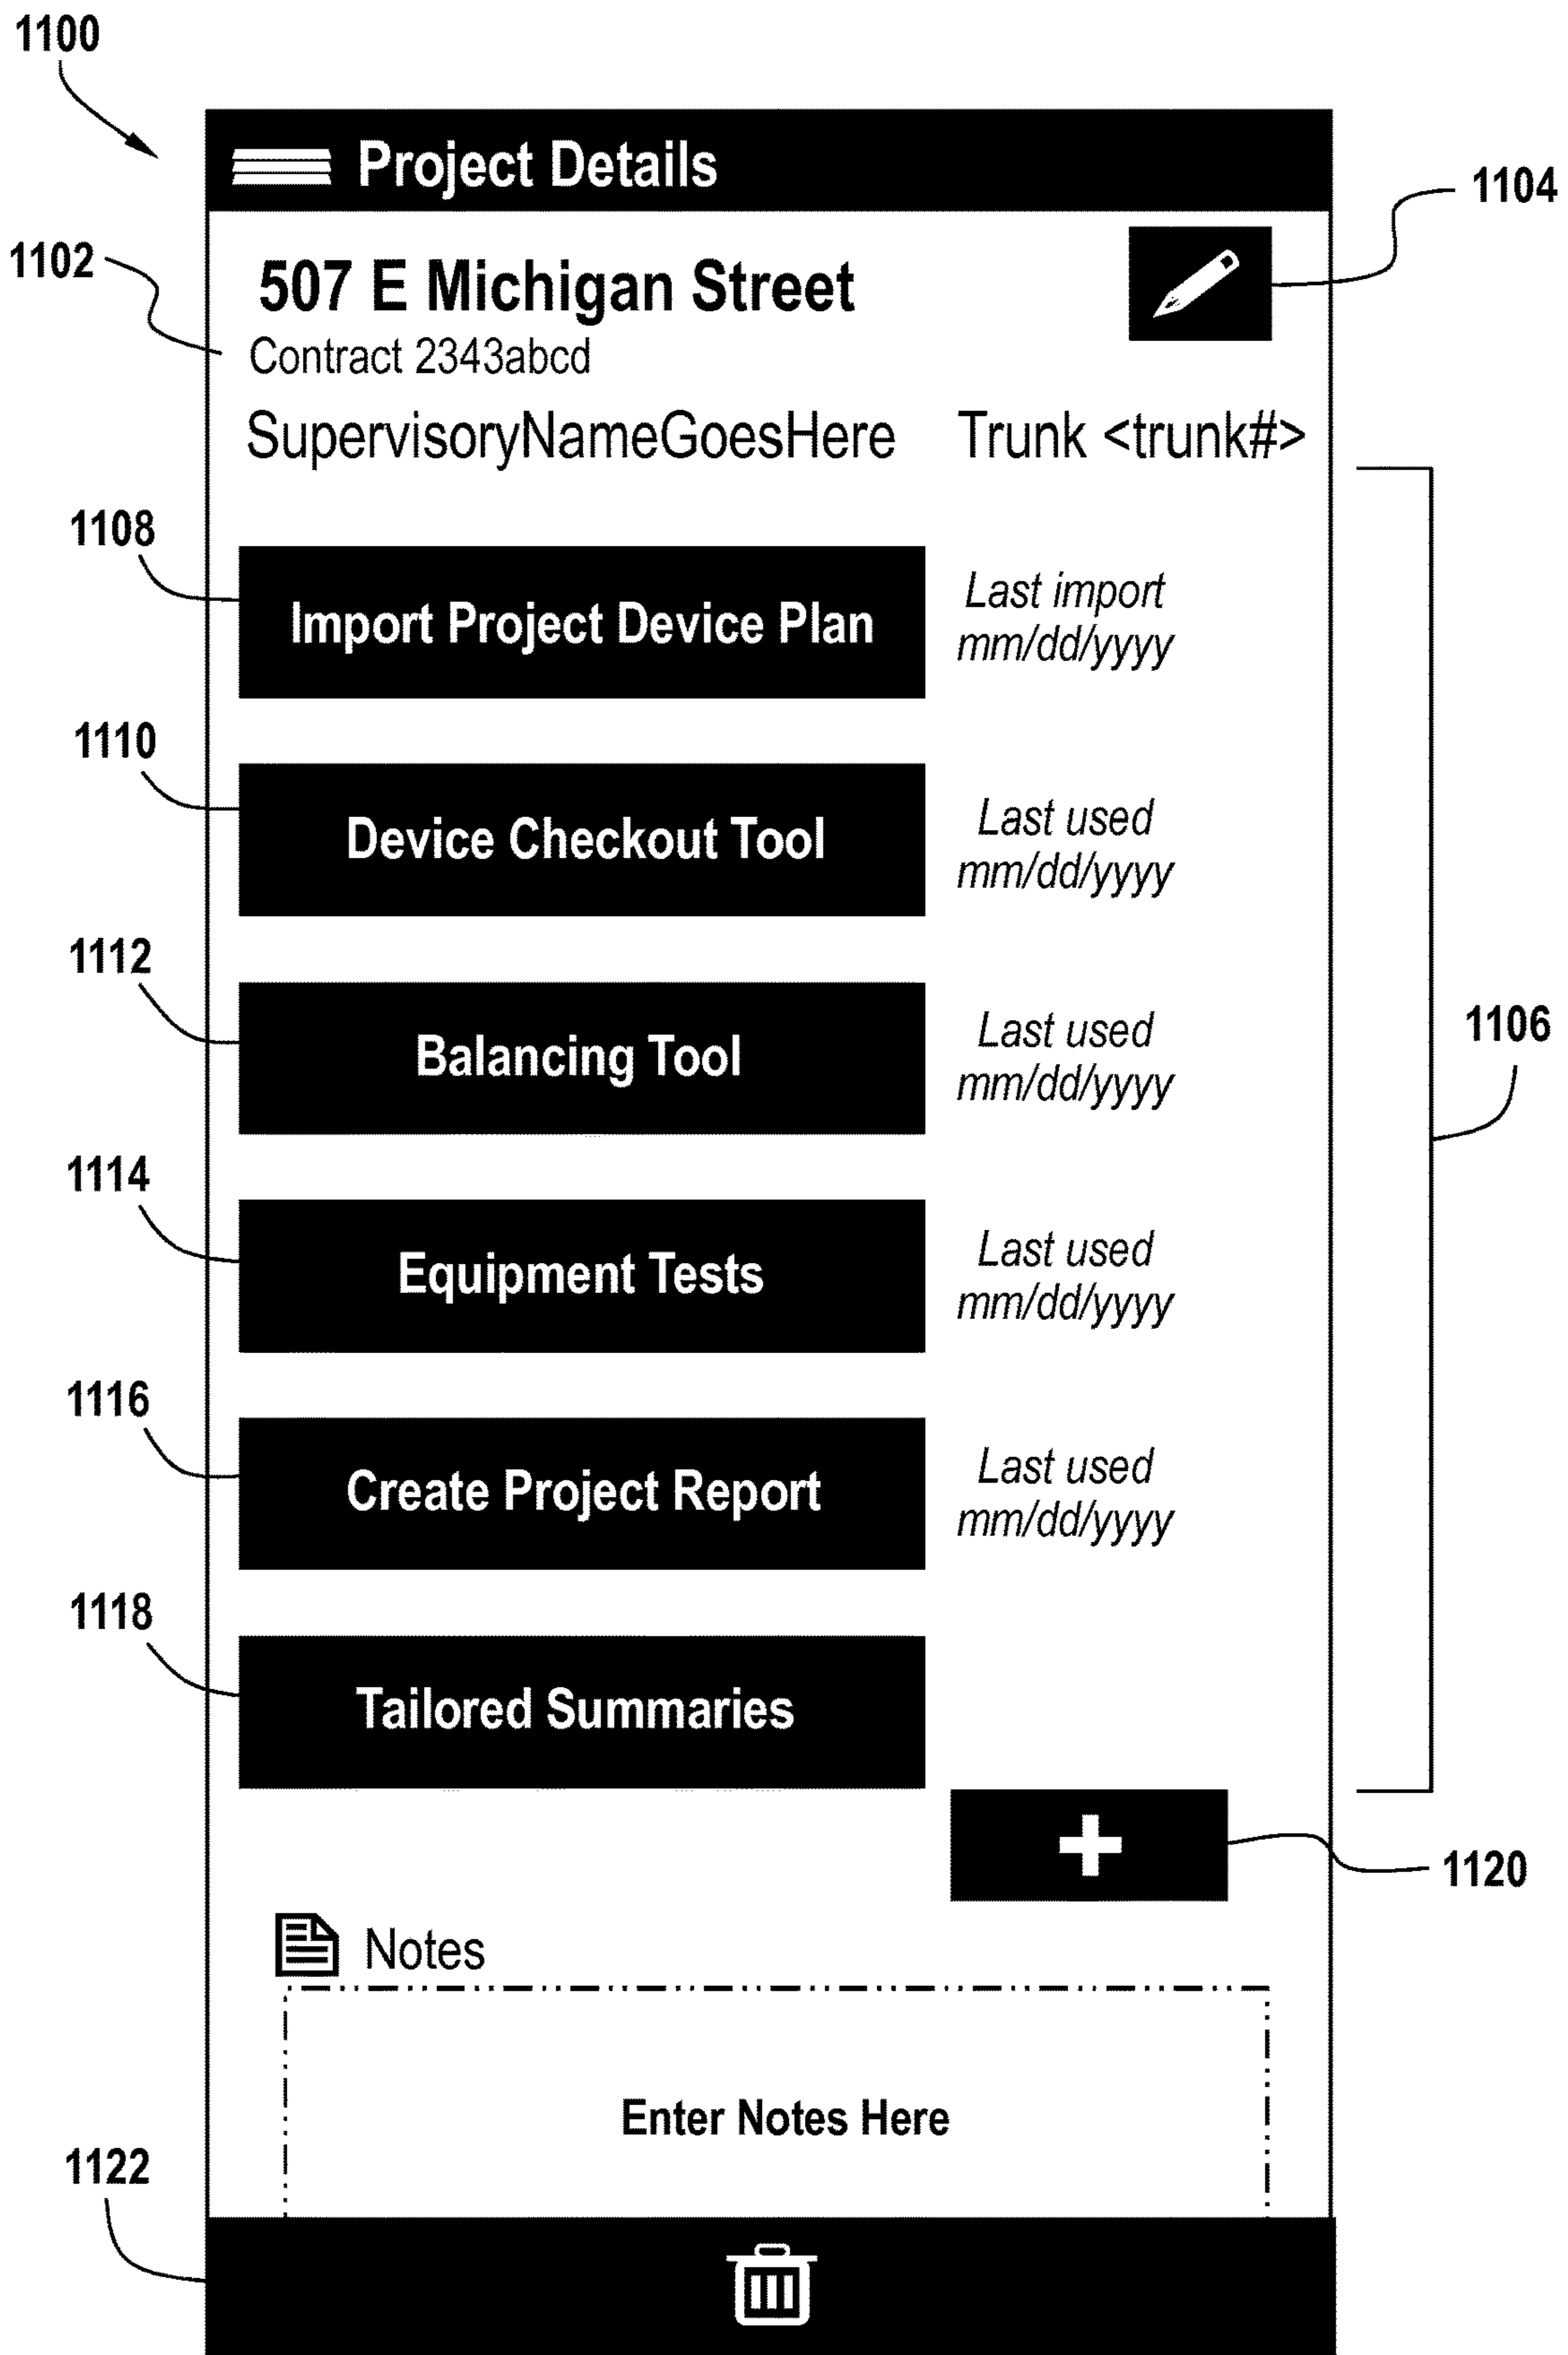 1100
Project Details
1104
1102
507 E Michigan Street
Contract 2343abcd
SupervisoryNameGoesHere Trunk <trunk#>
1108
Import Project Device Plan
Last import
mm/dd/yyyy
1110
Device Checkout Tool
Last used
mm/dd/yyyy
1112
Balancing Tool
Last used
mm/dd/yyyy
1106
1114
Equipment Tests
Last used
mm/dd/yyyy
1116
Create Project Report
Last used
mm/dd/yyyy
1118
Tailored Summaries
1120
Notes
Enter Notes Here
1122